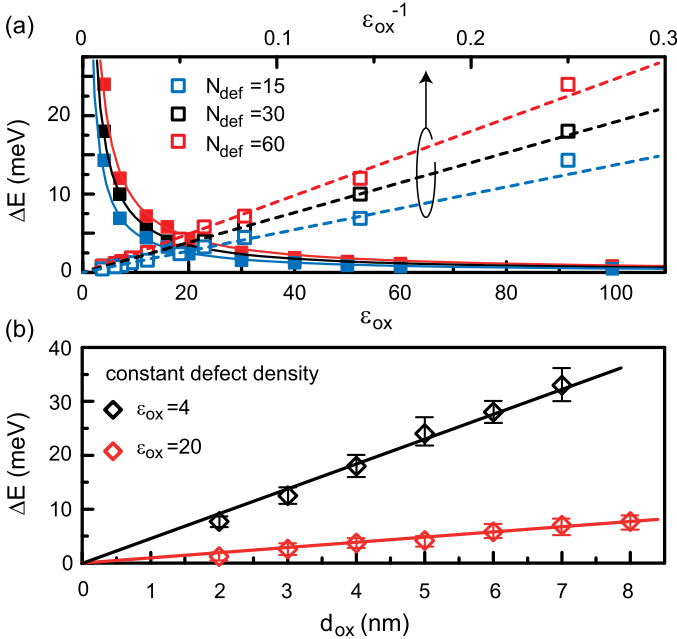 (a)
ε_ox^-1
0 0.1 0.2 0.3
ΔE (meV)
20
10
0
N_def =15
N_def =30
N_def =60
0 20 40 60 80 100
ε_ox
(b)
ΔE (meV)
40
30
20
10
0
constant defect density
ε_ox=4
ε_ox=20
0 1 2 3 4 5 6 7 8
d_ox (nm)